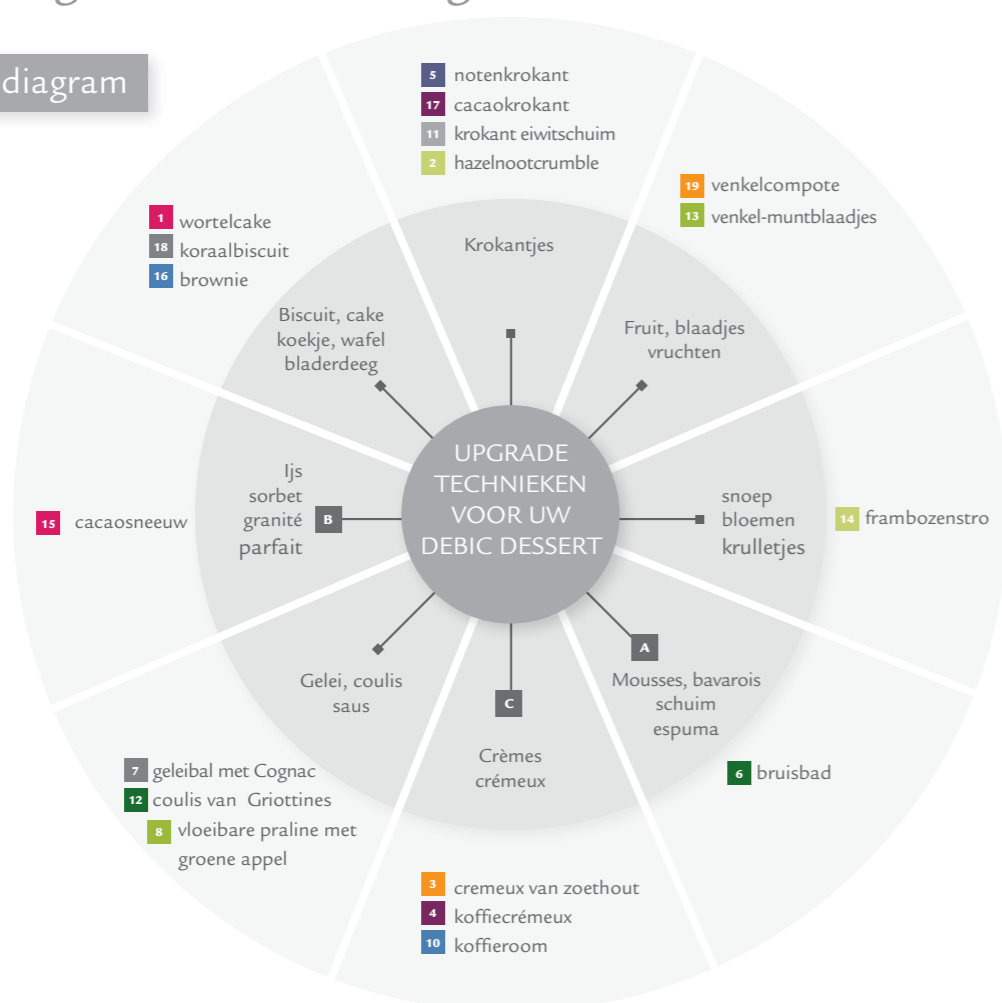 diagram
5 notenkrokant
17 cacaokrokant
11 krokant eiwitschuim
2 hazelnootcrumble
19 venkelcompote
13 venkel-muntblaadjes
1 wortelcake
18 koraalbiscuit
16 brownie
Krokantjes
Biscuit, cake
koekje, wafel
bladerdeeg
Fruit, blaadjes
vruchten
UPGRADE
TECHNIEKEN
VOOR UW
DEBIC DESSERT
Ijs
sorbet
granité
parfait
B
15 cacaosneeuw
snoep
bloemen
krulletjes
14 frambozenstro
A
Mousses, bavarois
schuim
espuma
Gelei, coulis
saus
C
Crèmes
crémeux
6 bruisbad
7 geleibal met Cognac
12 coulis van Griottines
8 vloeibare praline met
groene appel
3 cremeux van zoethout
4 koffiecrémeux
10 koffieroom